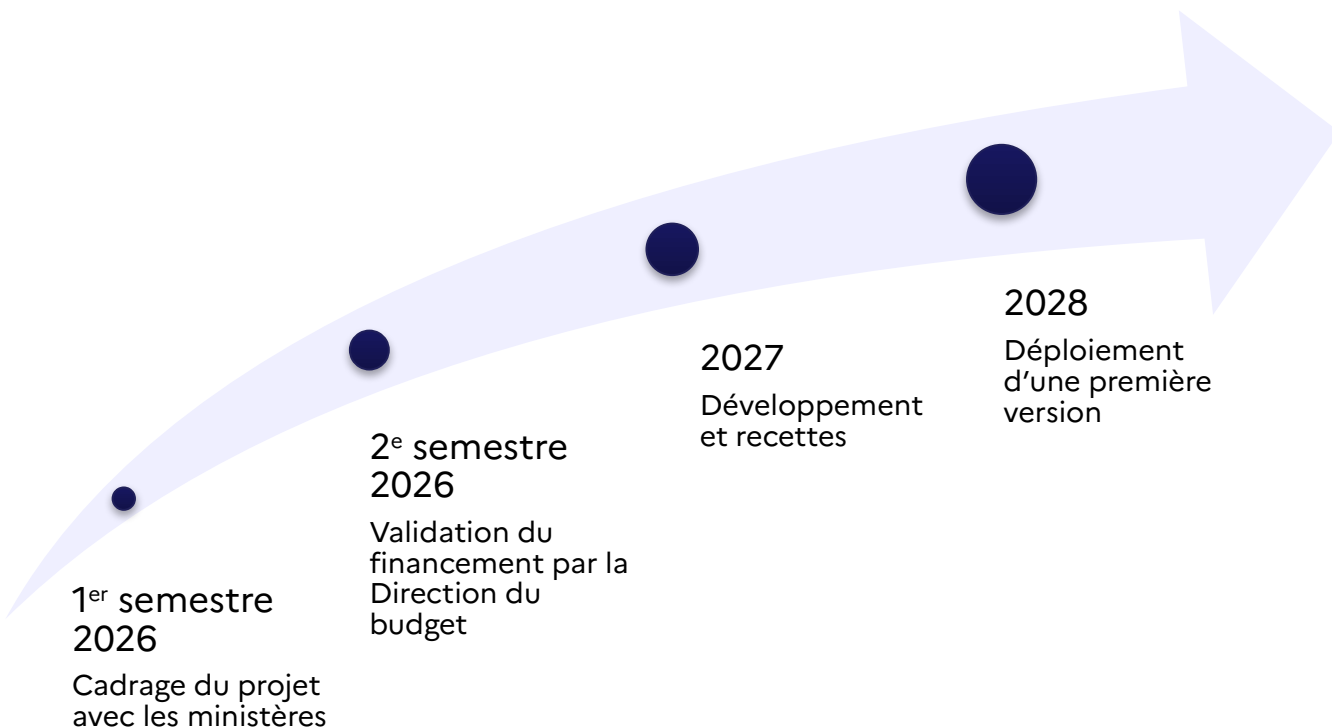 1er semestre
2026
Cadrage du projet
avec les ministères
2e semestre
2026
Validation du
financement par la
Direction du
budget
2027
Développement
et recettes
2028
Déploiement
d’une première
version